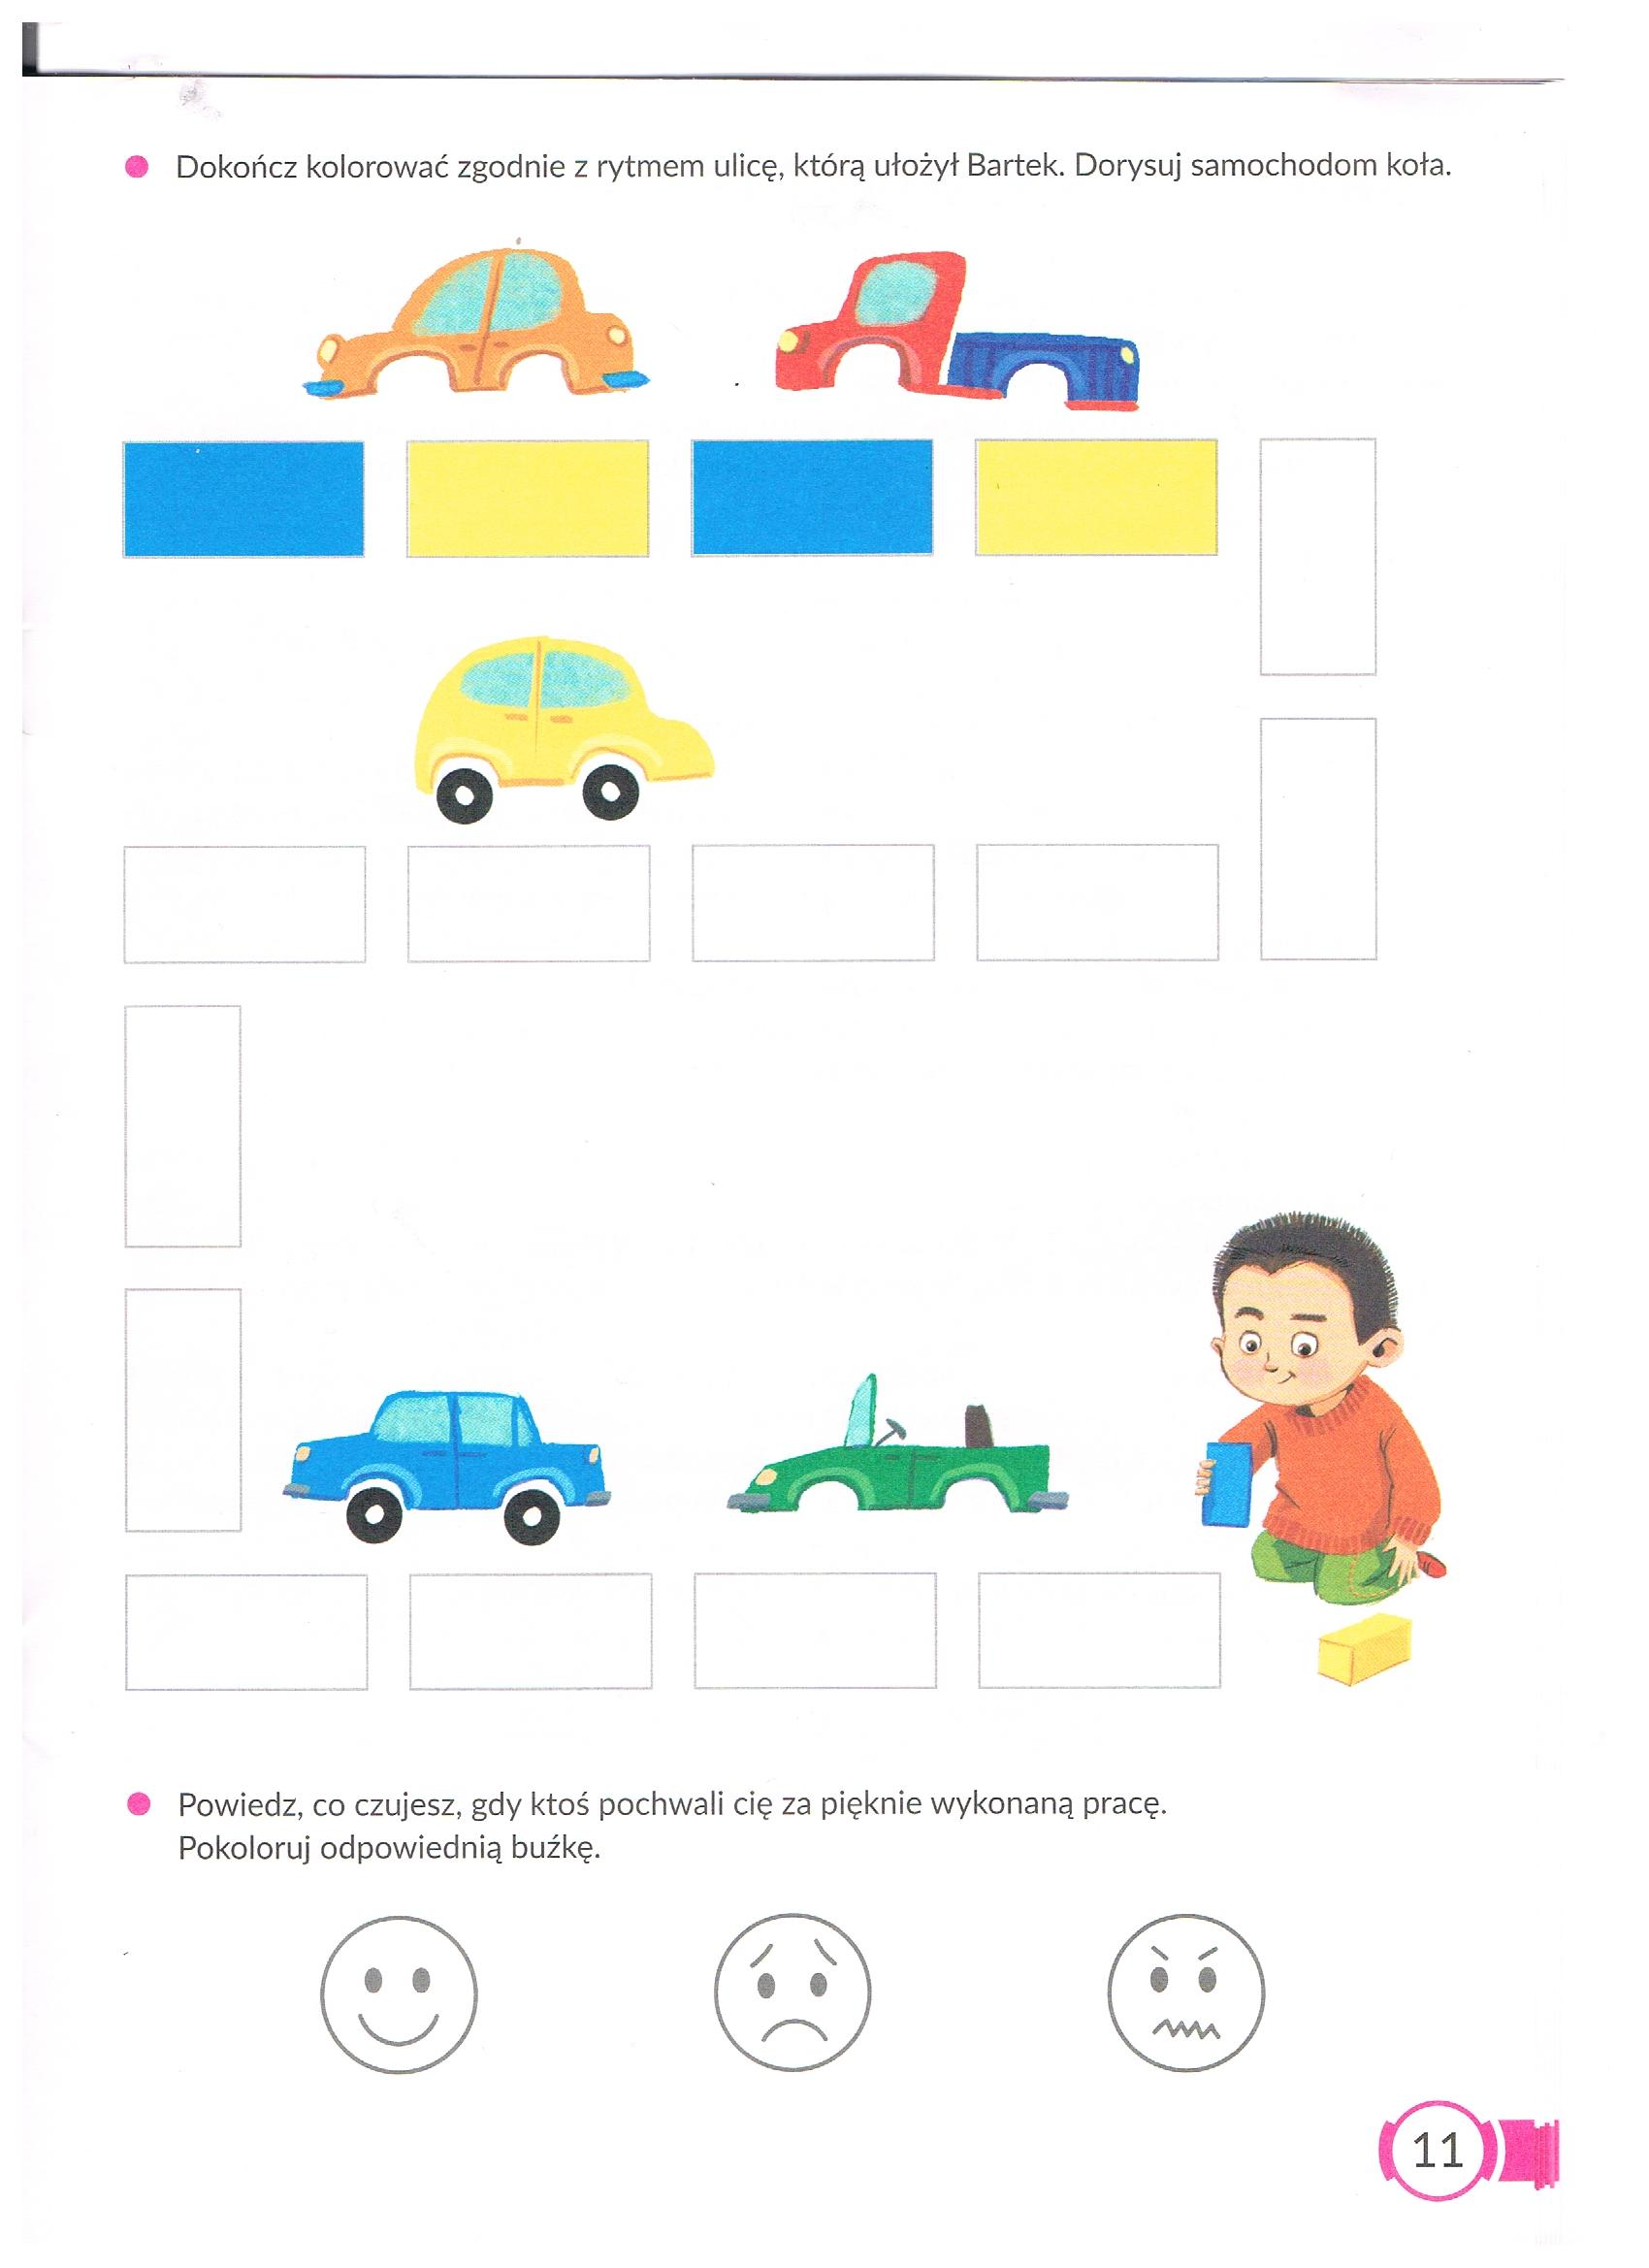 Dokończ kolorować zgodnie z rytmem ulicę, którą ułożył Bartek. Dorysuj samochodom koła.
Powiedz, co czujesz, gdy ktoś pochwali cię za pięknie wykonaną pracę.
Pokoloruj odpowiednią buźkę.
11